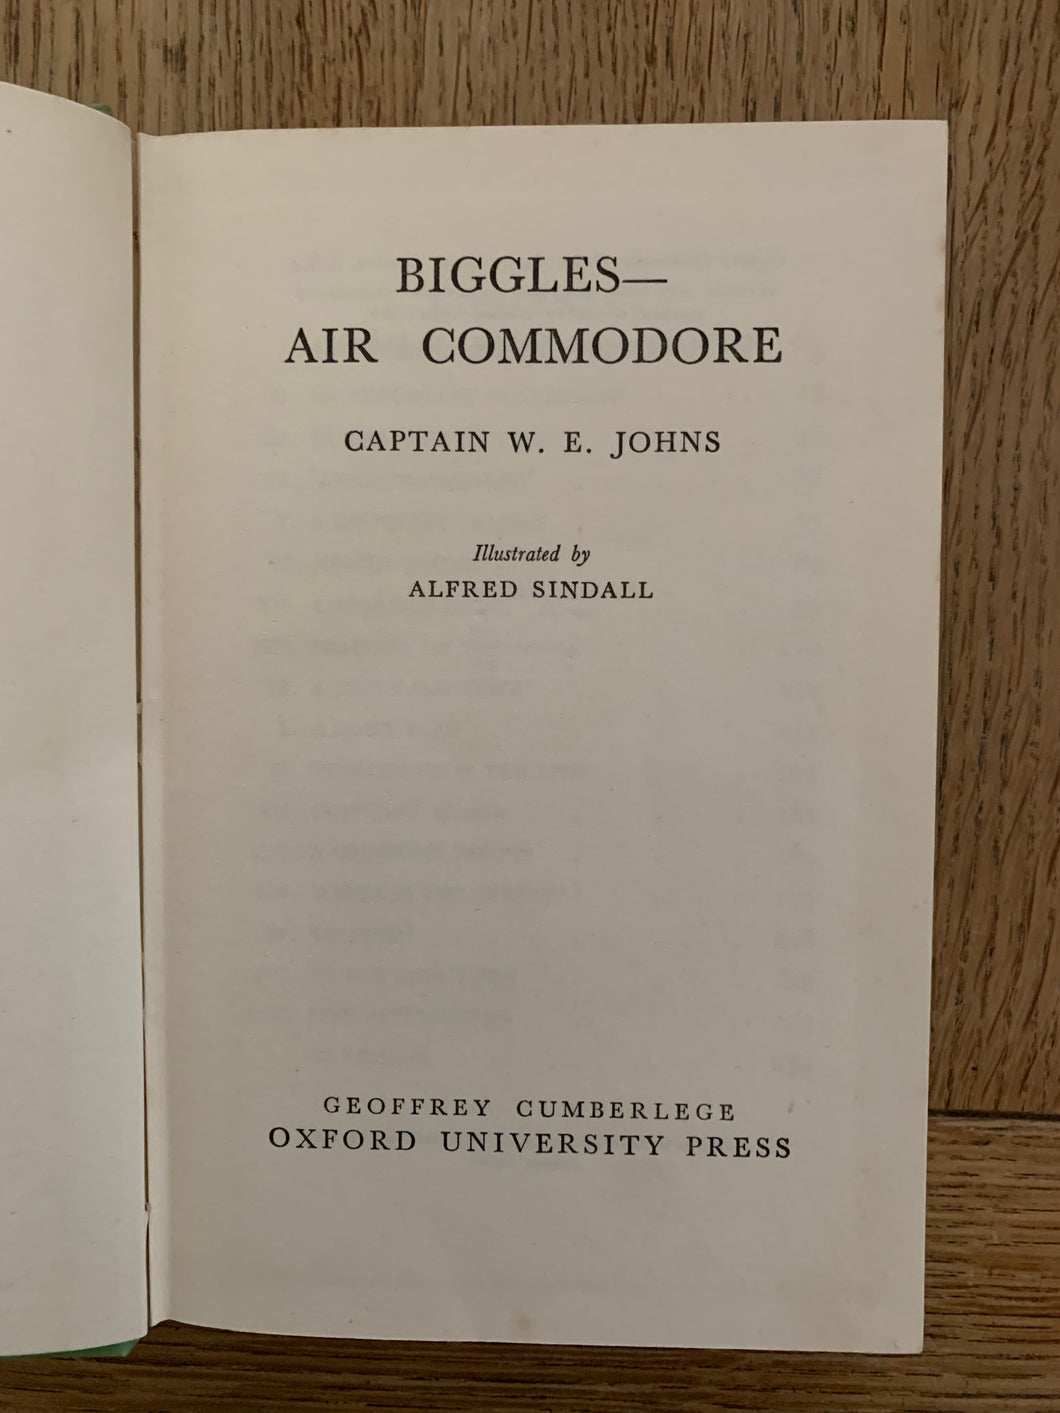 BIGGLES—
AIR COMMODORE
CAPTAIN W. E. JOHNS
Illustrated by
ALFRED SINDALL
GEOFFREY CUMBERLEGE
OXFORD UNIVERSITY PRESS